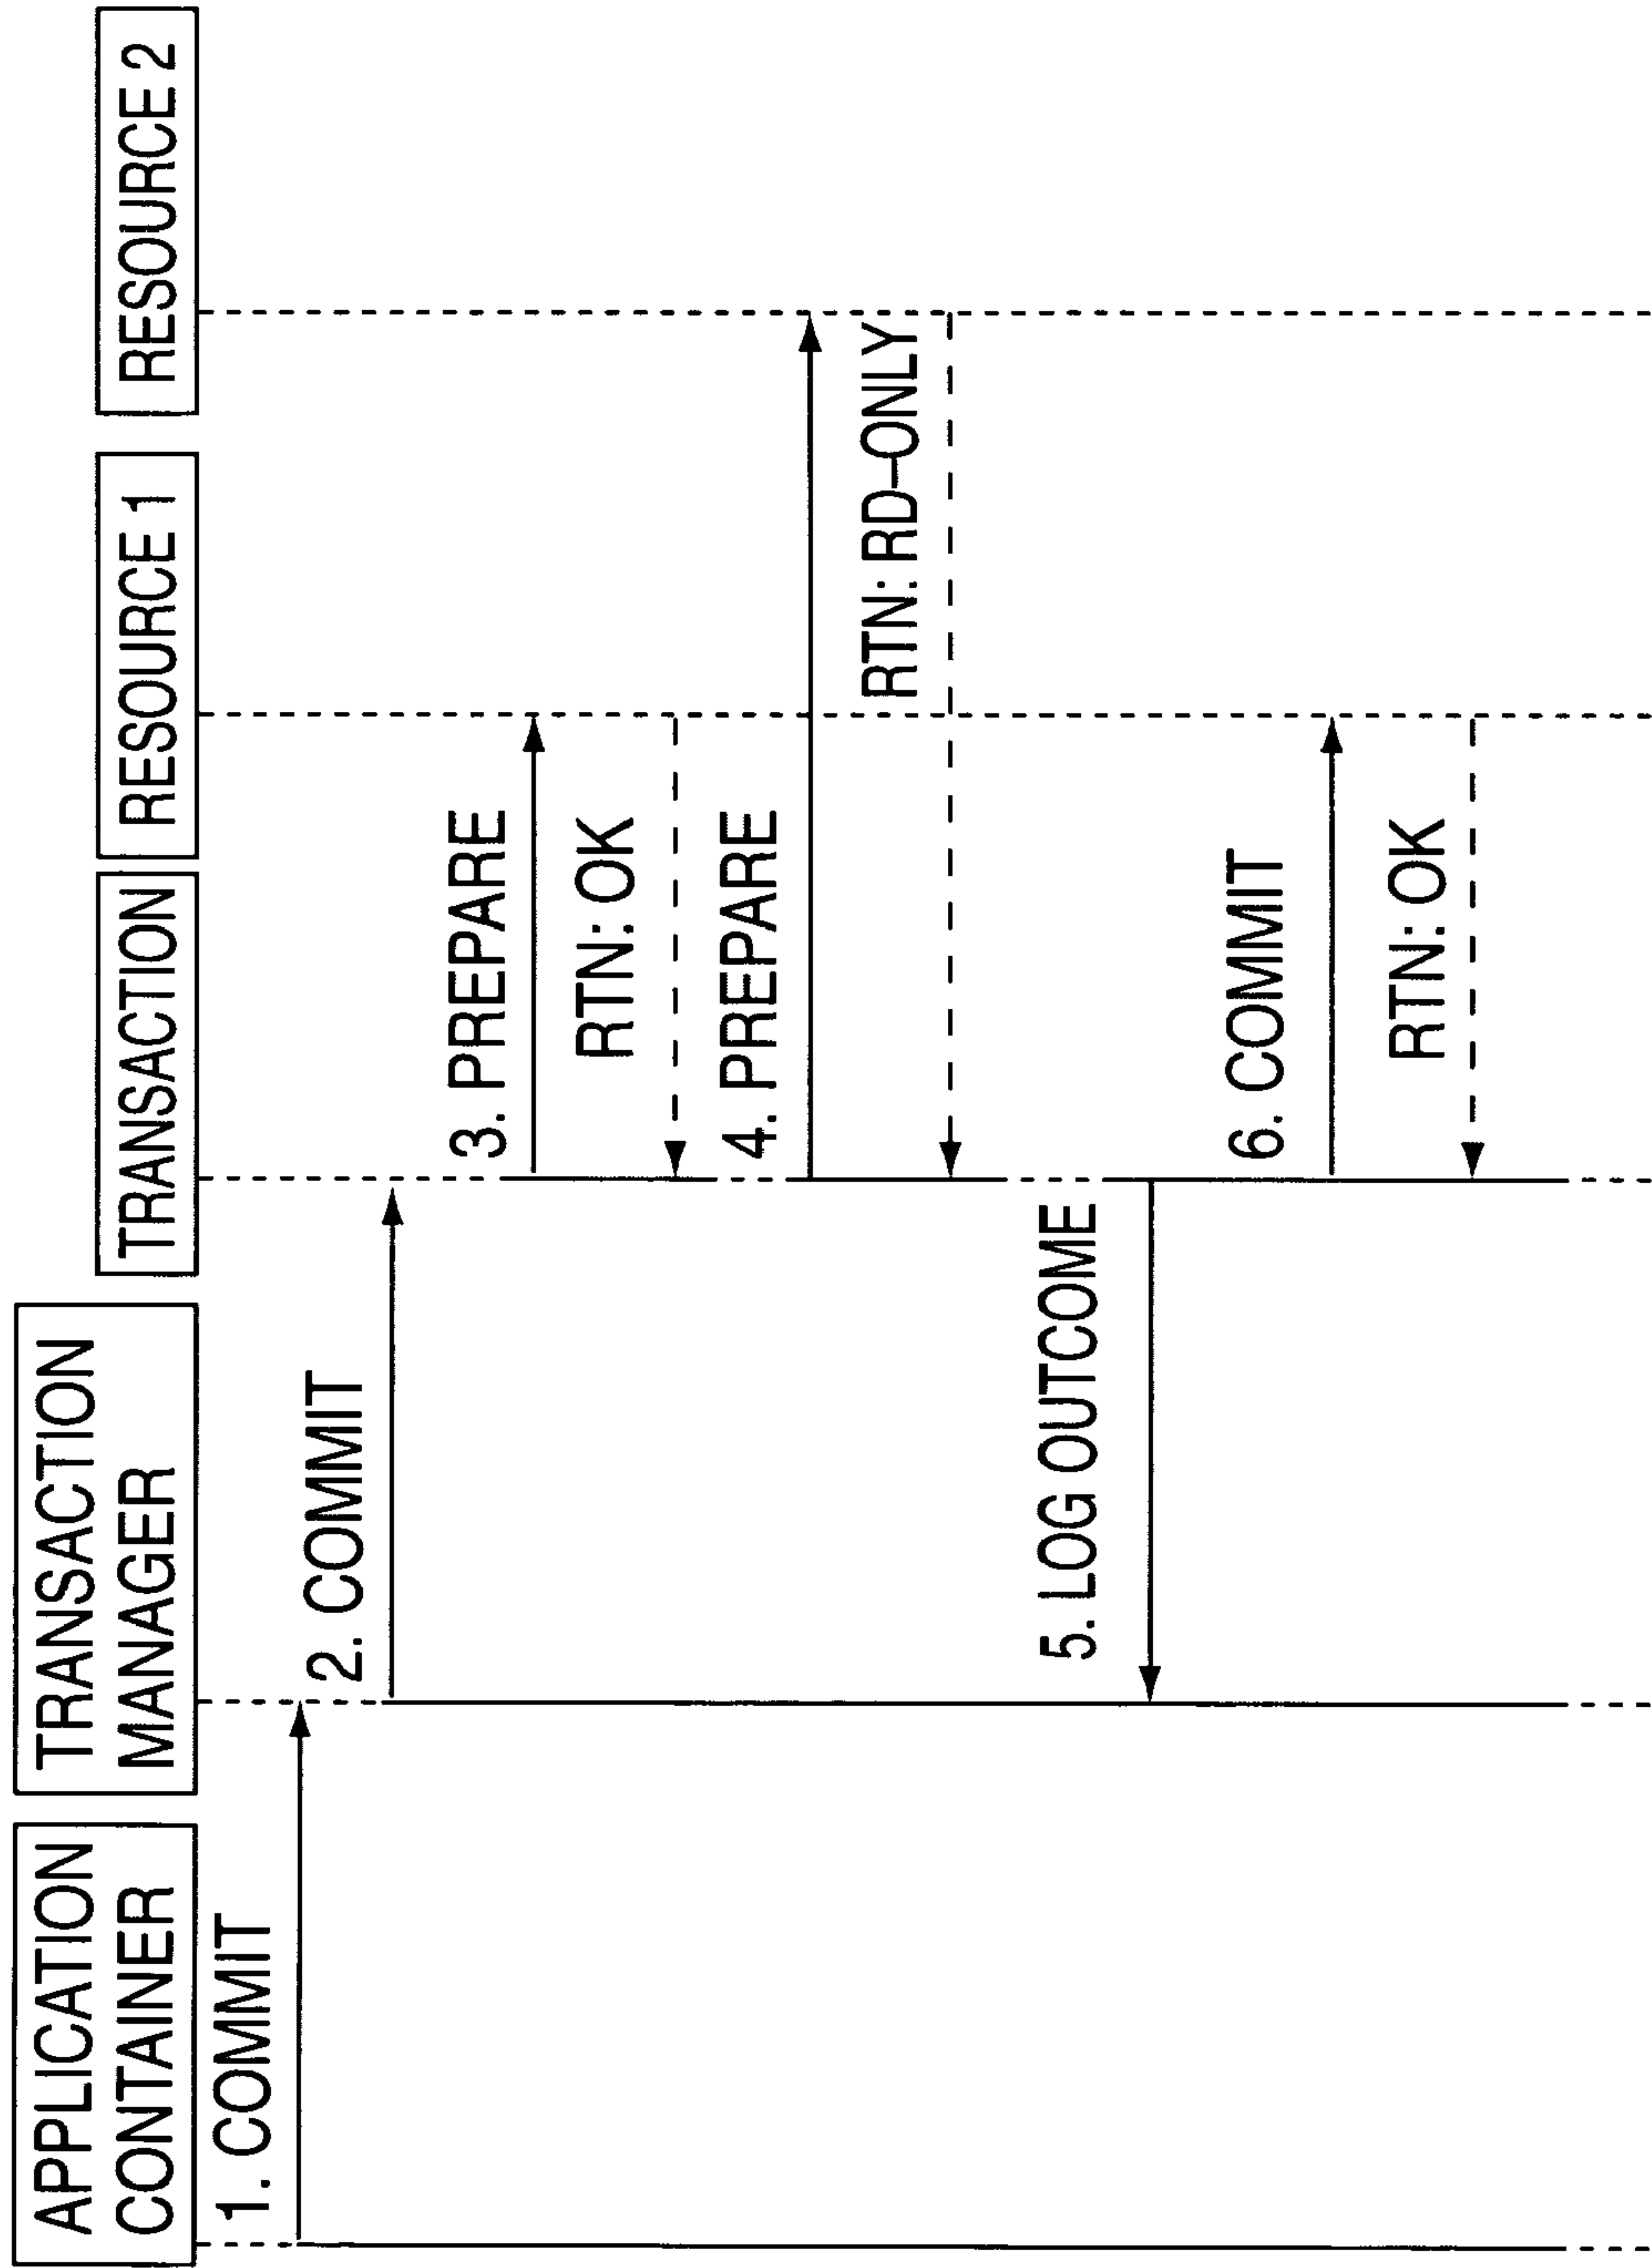 APPLICATION
CONTAINER
TRANSACTION
MANAGER
TRANSACTION
RESOURCE 1
RESOURCE 2
1. COMMIT
2. COMMIT
3. PREPARE
RTN: OK
4. PREPARE
RTN: RD-ONLY
5. LOG OUTCOME
6. COMMIT
RTN: OK